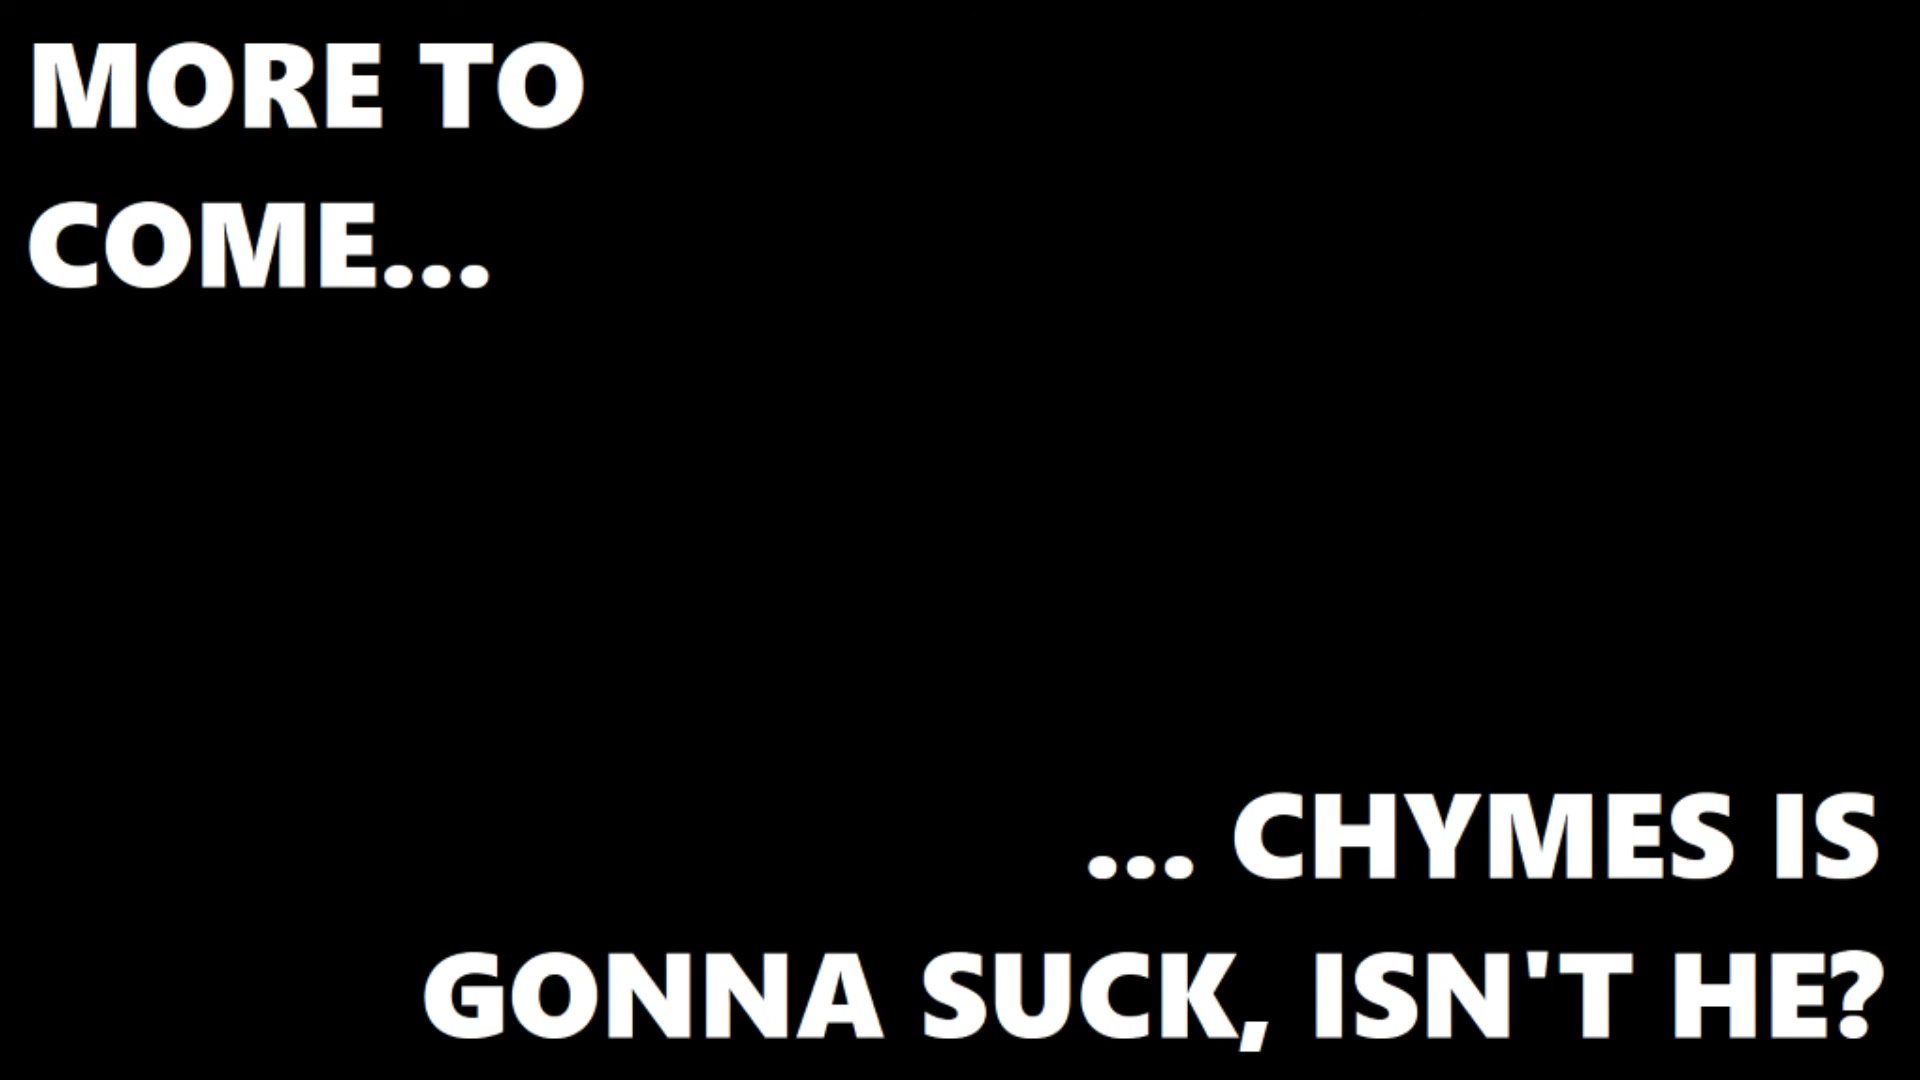 MORE TO
COME...
... CHYMES IS
GONNA SUCK, ISN'T HE?